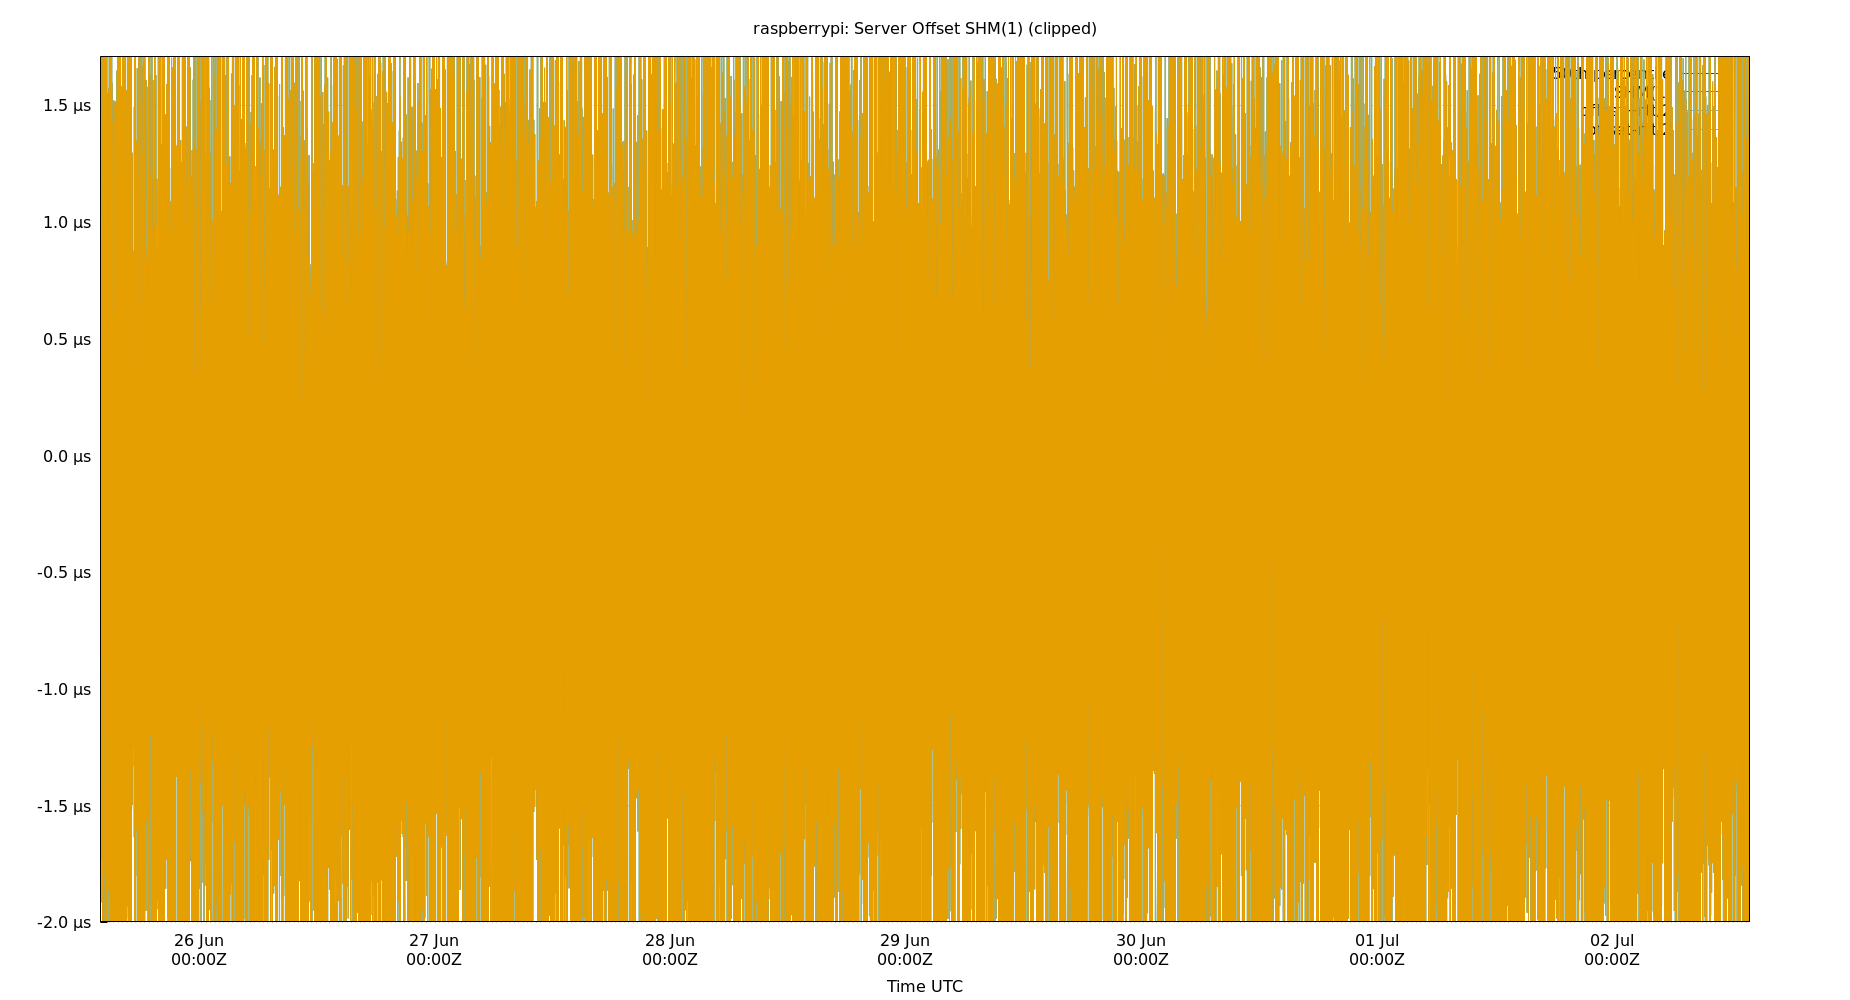 raspberrypi: Server Offset SHM(1) (clipped)
1.5 µs
1.0 µs
0.5 µs
0.0 µs
-0.5 µs
-1.0 µs
-1.5 µs
-2.0 µs
26 Jun 27 Jun 28 Jun 29 Jun 30 Jun 01 Jul 02 Jul
00:00Z 00:00Z 00:00Z 00:00Z 00:00Z 00:00Z 00:00Z
Time UTC